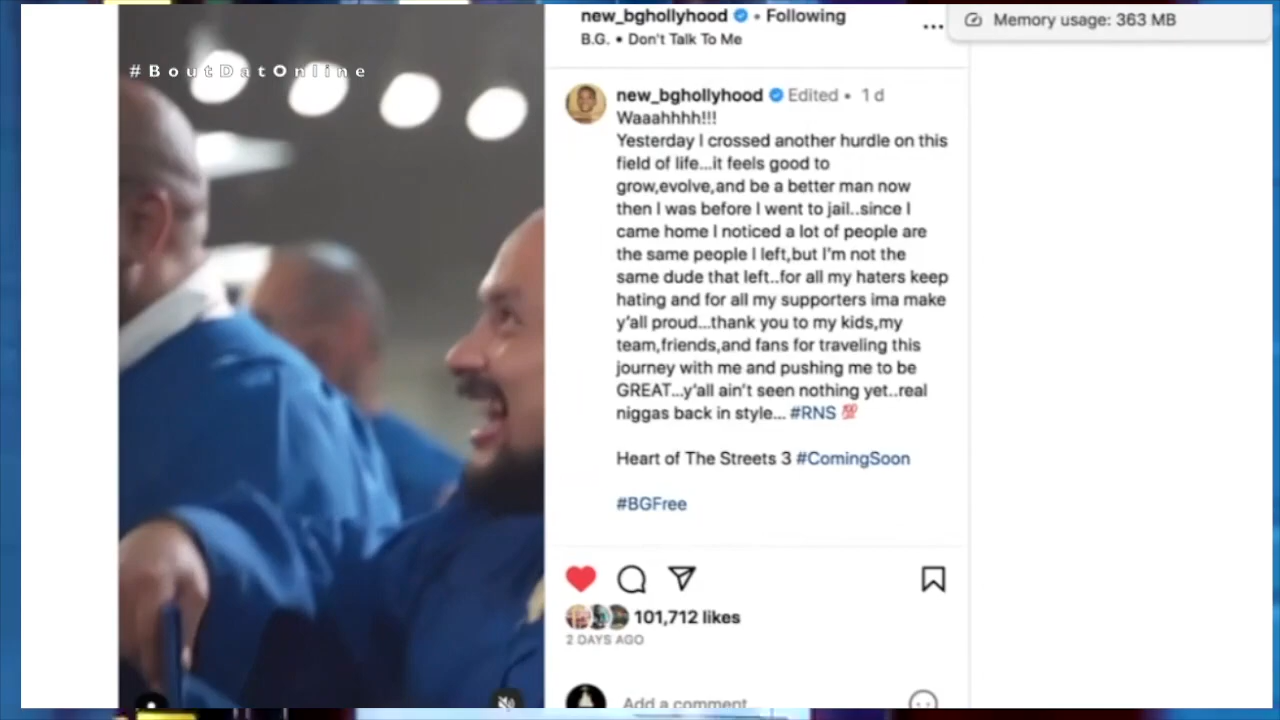 new_bghollyhood • Following
B.G. • Don't Talk To Me
...
Memory usage: 363 MB
#BoutDatOnline
new_bghollyhood Edited • 1 d
Waaahhhh!!!
Yesterday I crossed another hurdle on this
field of life...it feels good to
grow,evolve,and be a better man now
then I was before I went to jail..since I
came home I noticed a lot of people are
the same people I left,but I'm not the
same dude that left..for all my haters keep
hating and for all my supporters ima make
y'all proud...thank you to my kids,my
team,friends,and fans for traveling this
journey with me and pushing me to be
GREAT...y'all ain't seen nothing yet..real
niggas back in style... #RNS 💯
Heart of The Streets 3 #ComingSoon
#BGFree
101,712 likes
2 DAYS AGO
Add a comment